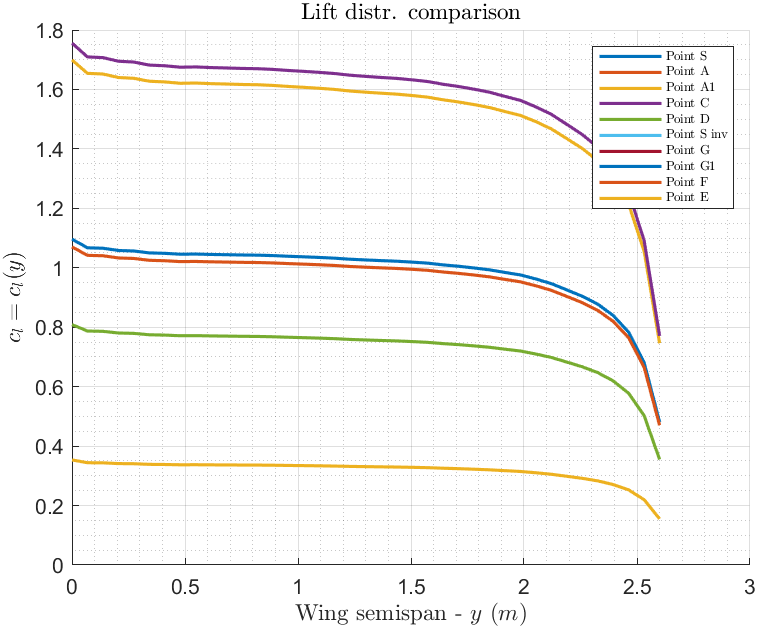 Lift distr. comparison
1.8
1.6
1.4
1.2
1
0.8
0.6
0.4
0.2
0
c_l = c_l(y)
Point S
Point A
Point A1
Point C
Point D
Point S inv
Point G
Point G1
Point F
Point E
0
0.5
1
1.5
2
2.5
3
Wing semispan - y (m)